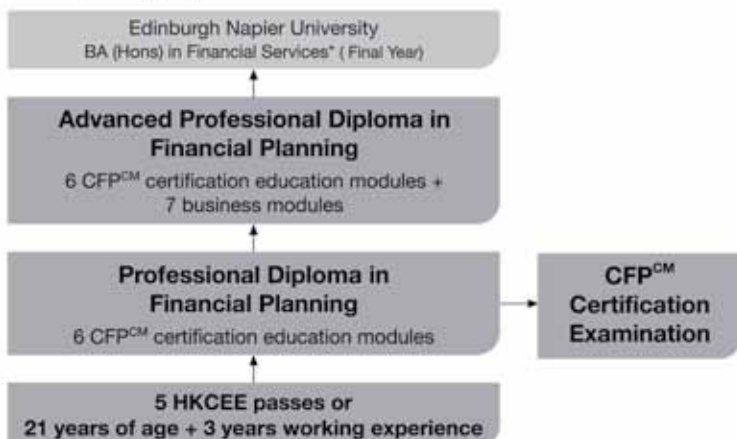 Edinburgh Napier University
BA (Hons) in Financial Services* ( Final Year)
Advanced Professional Diploma in
Financial Planning
6 CFPᶜᴹ certification education modules +
7 business modules
Professional Diploma in
Financial Planning
6 CFPᶜᴹ certification education modules
CFPᶜᴹ
Certification
Examination
5 HKCEE passes or
21 years of age + 3 years working experience